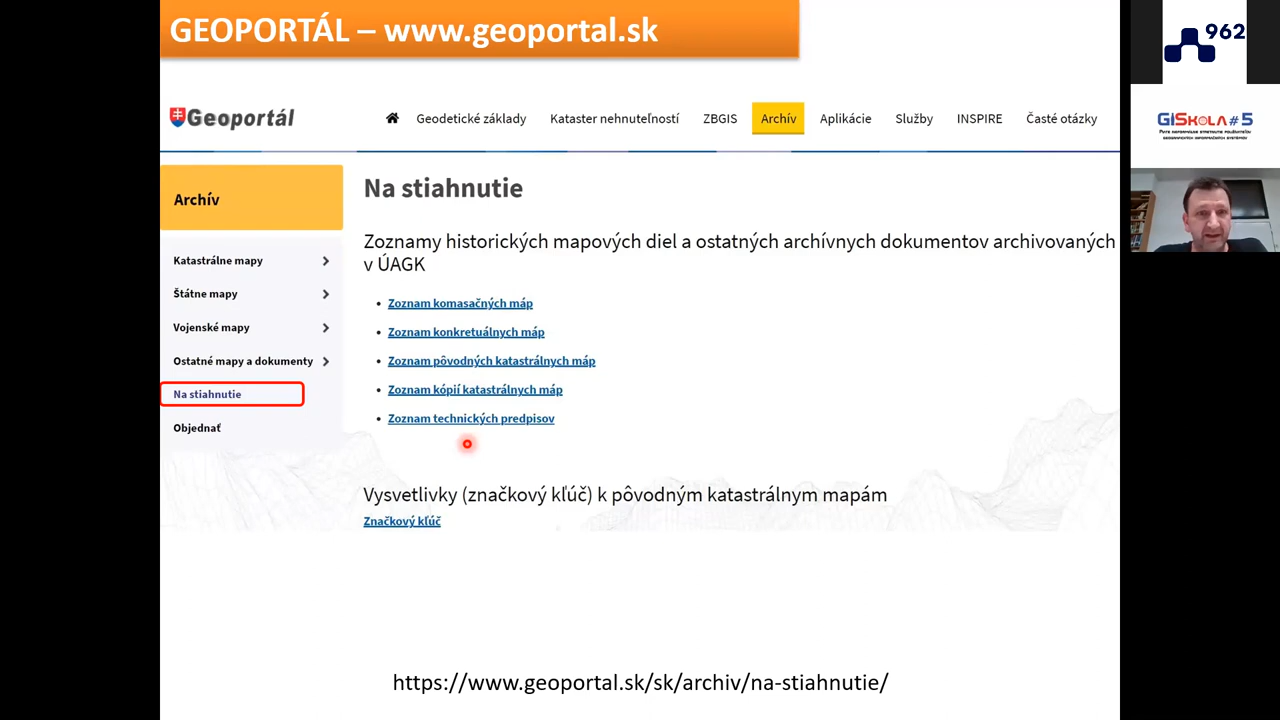 GEOPORTÁL – www.geoportal.sk
962
Geoportál
Geodetické základy
Kataster nehnuteľností
ZBGIS
Archív
Aplikácie
Služby
INSPIRE
Časté otázky
GISkoLa#5
Archív
Katastrálne mapy
Štátne mapy
Vojenské mapy
Ostatné mapy a dokumenty
Na stiahnutie
Objednať
Na stiahnutie
Zoznamy historických mapových diel a ostatných archívnych dokumentov archivovaných
v ÚAGK
Zoznam komasačných máp
Zoznam konkretuálnych máp
Zoznam pôvodných katastrálnych máp
Zoznam kópií katastrálnych máp
Zoznam technických predpisov
Vysvetlivky (značkový kľúč) k pôvodným katastrálnym mapám
Značkový kľúč
https://www.geoportal.sk/sk/archiv/na-stiahnutie/